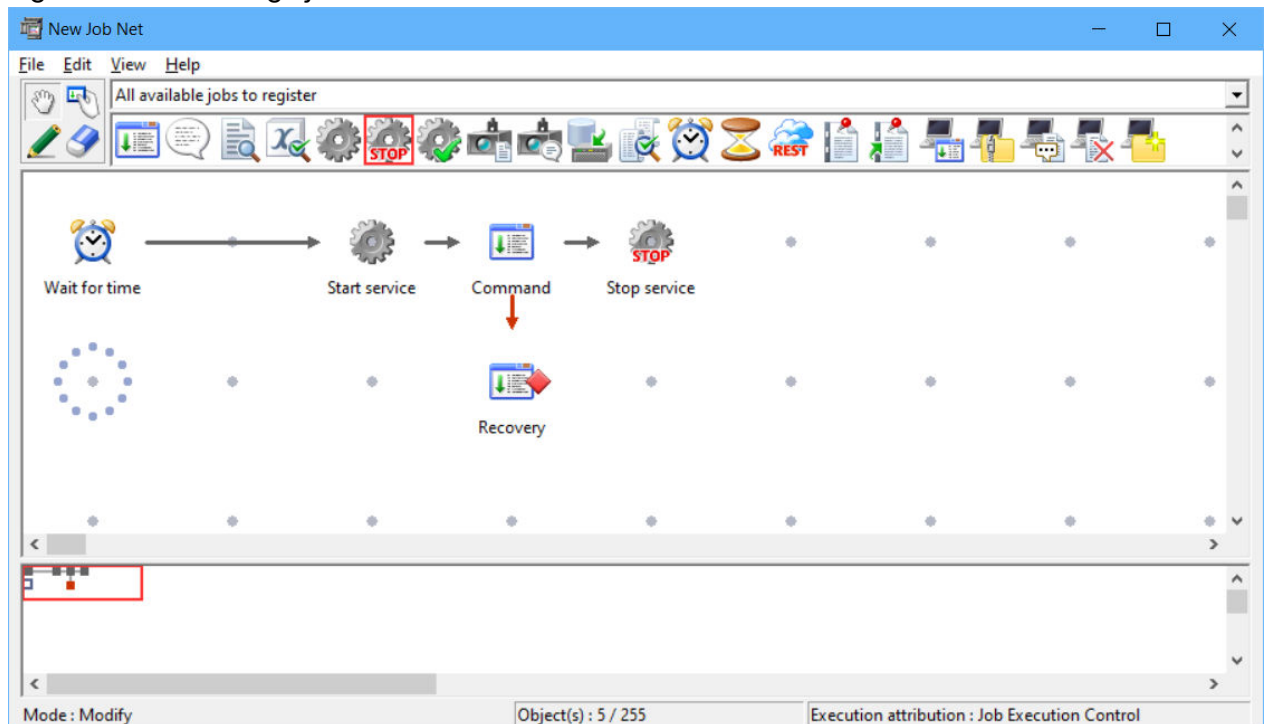 New Job Net
File Edit View Help
All available jobs to register
STOP REST
Wait for time Start service Command Stop service
STOP
Recovery
Mode : Modify Object(s) : 5 / 255 Execution attribution : Job Execution Control